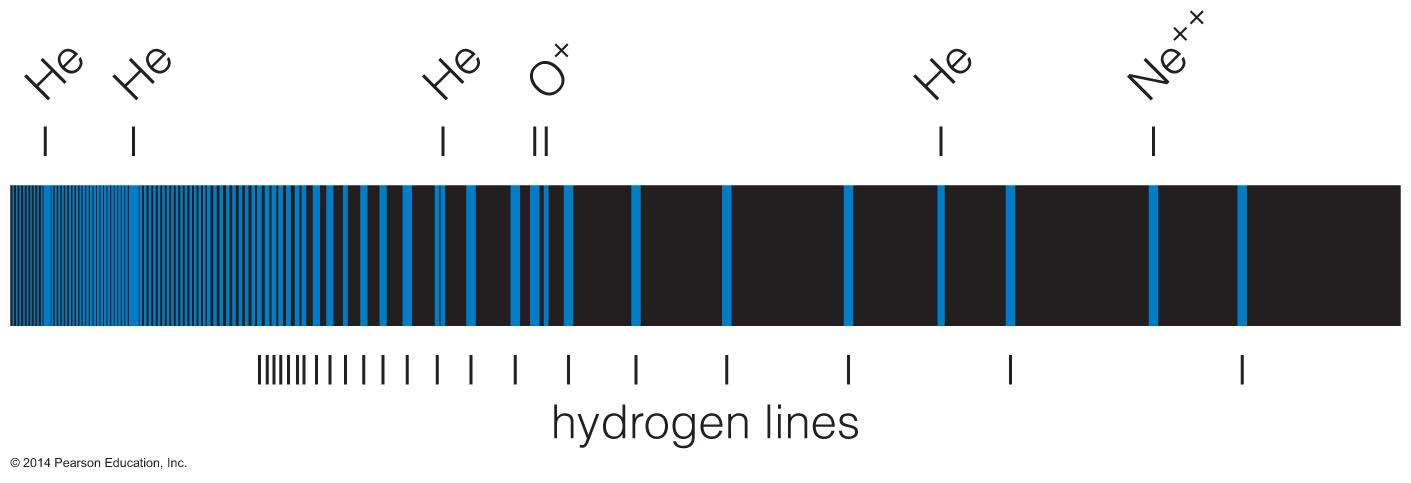 He He He O⁺ He Ne⁺⁺
hydrogen lines
© 2014 Pearson Education, Inc.